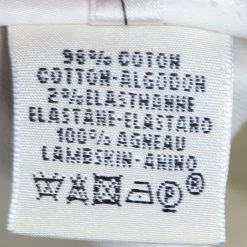 98% COTON
COTTON-ALGODON
2% ELASTHANNE
ELASTANE-ELASTANO
100% AGNEAU
LAMBSKIN-ANINO
P
®